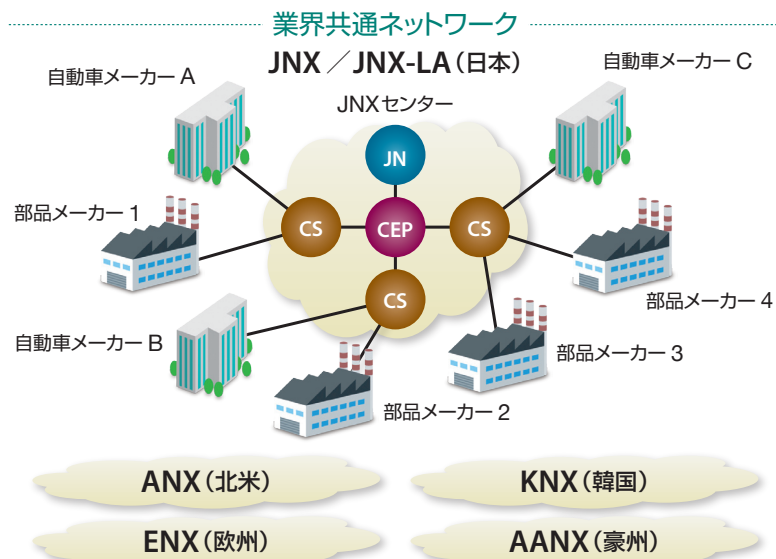 業界共通ネットワーク
JNX／JNX-LA（日本）
自動車メーカー A
自動車メーカー C
JNXセンター
JN
部品メーカー 1
CS
CEP
CS
CS
部品メーカー 4
自動車メーカー B
部品メーカー 3
部品メーカー 2
ANX（北米）
KNX（韓国）
ENX（欧州）
AANX（豪州）